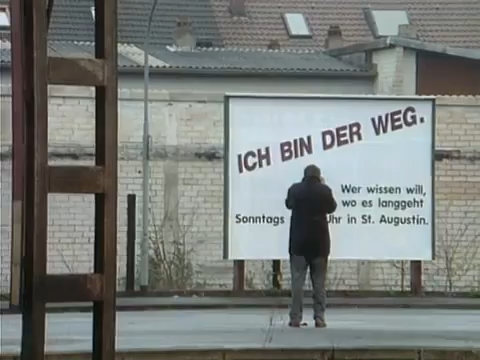 ICH BIN DER WEG.
Wer wissen will,
wo es langgeht
Sonntags Uhr in St. Augustin.